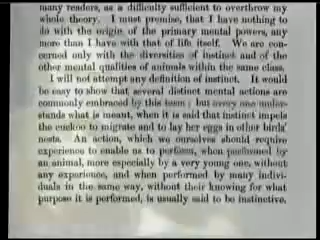 many readers, as a difficulty sufficient to overthrow my
whole theory. I must premise, that I have nothing to
do with the origin of the primary mental powers, any
more than I have with that of life itself. We are con-
cerned only with the diversities of instinct and of the
other mental qualities of animals within the same class.
I will not attempt any definition of instinct. It would
be easy to show that several distinct mental actions are
commonly embraced by this term; but every one under-
stands what is meant, when it is said that instinct impels
the cuckoo to migrate and to lay her eggs in other birds'
nests. An action, which we ourselves should require
experience to enable us to perform, when performed by
an animal, more especially by a very young one, without
any experience, and when performed by many indivi-
duals in the same way, without their knowing for what
purpose it is performed, is usually said to be instinctive.